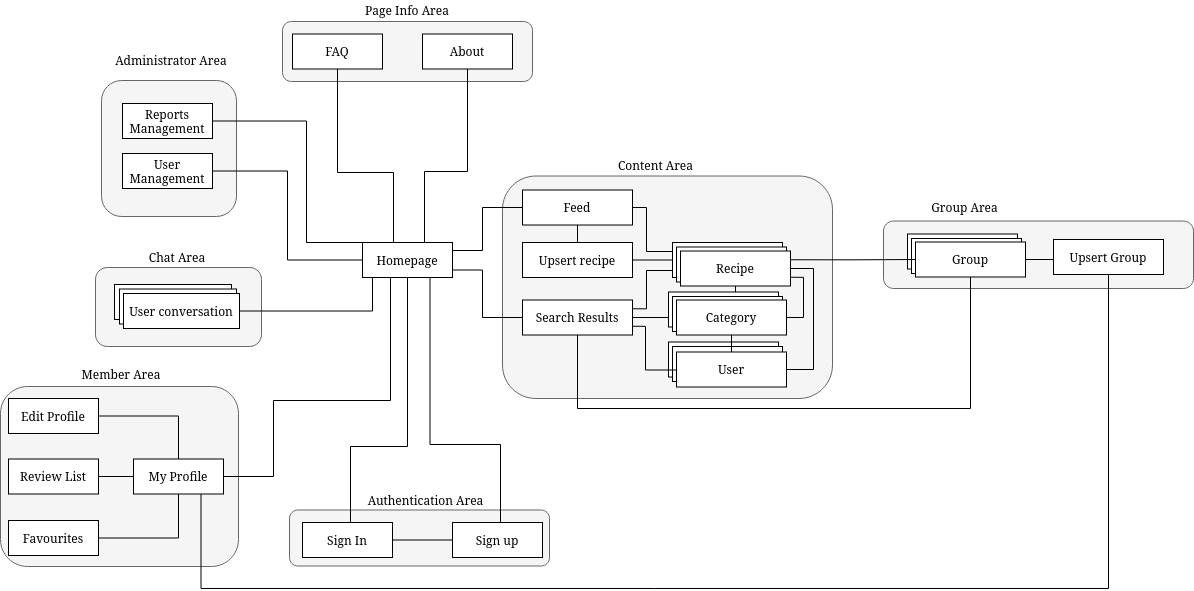 Page Info Area
FAQ
About
Administrator Area
Reports
Management
User
Management
Content Area
Feed
Upsert recipe
Recipe
Search Results
Category
User
Group Area
Group
Upsert Group
Homepage
Chat Area
User conversation
Member Area
Edit Profile
Review List
My Profile
Favourites
Authentication Area
Sign In
Sign up